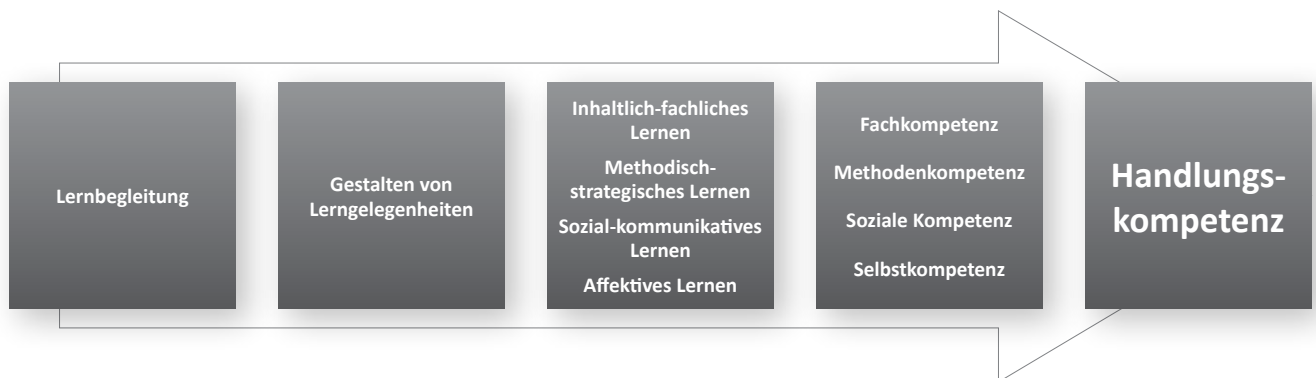 Lernbegleitung
Gestalten von
Lerngelegenheiten
Inhaltlich-fachliches
Lernen
Methodisch-
strategisches Lernen
Sozial-kommunikatives
Lernen
Affektives Lernen
Fachkompetenz
Methodenkompetenz
Soziale Kompetenz
Selbstkompetenz
Handlungs-
kompetenz